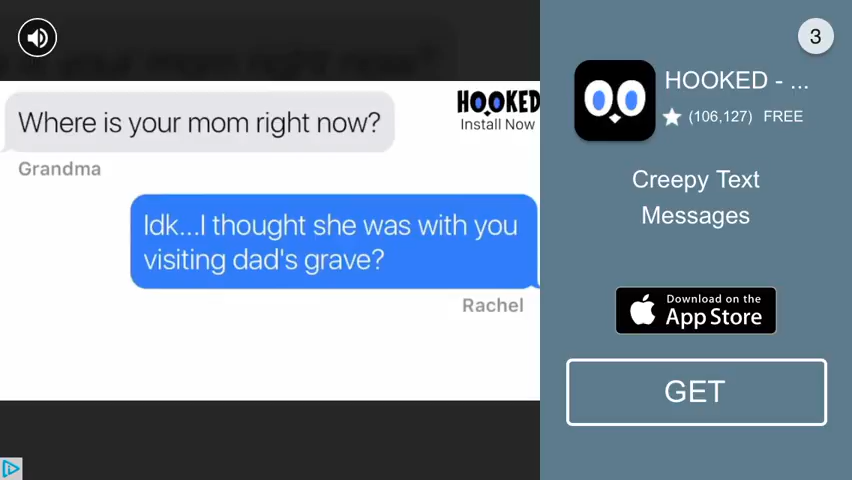 Where is your mom right now?
Grandma
HOOKED
Install Now
Idk...I thought she was with you
visiting dad's grave?
Rachel
3
HOOKED - ...
(106,127) FREE
Creepy Text
Messages
Download on the
App Store
GET